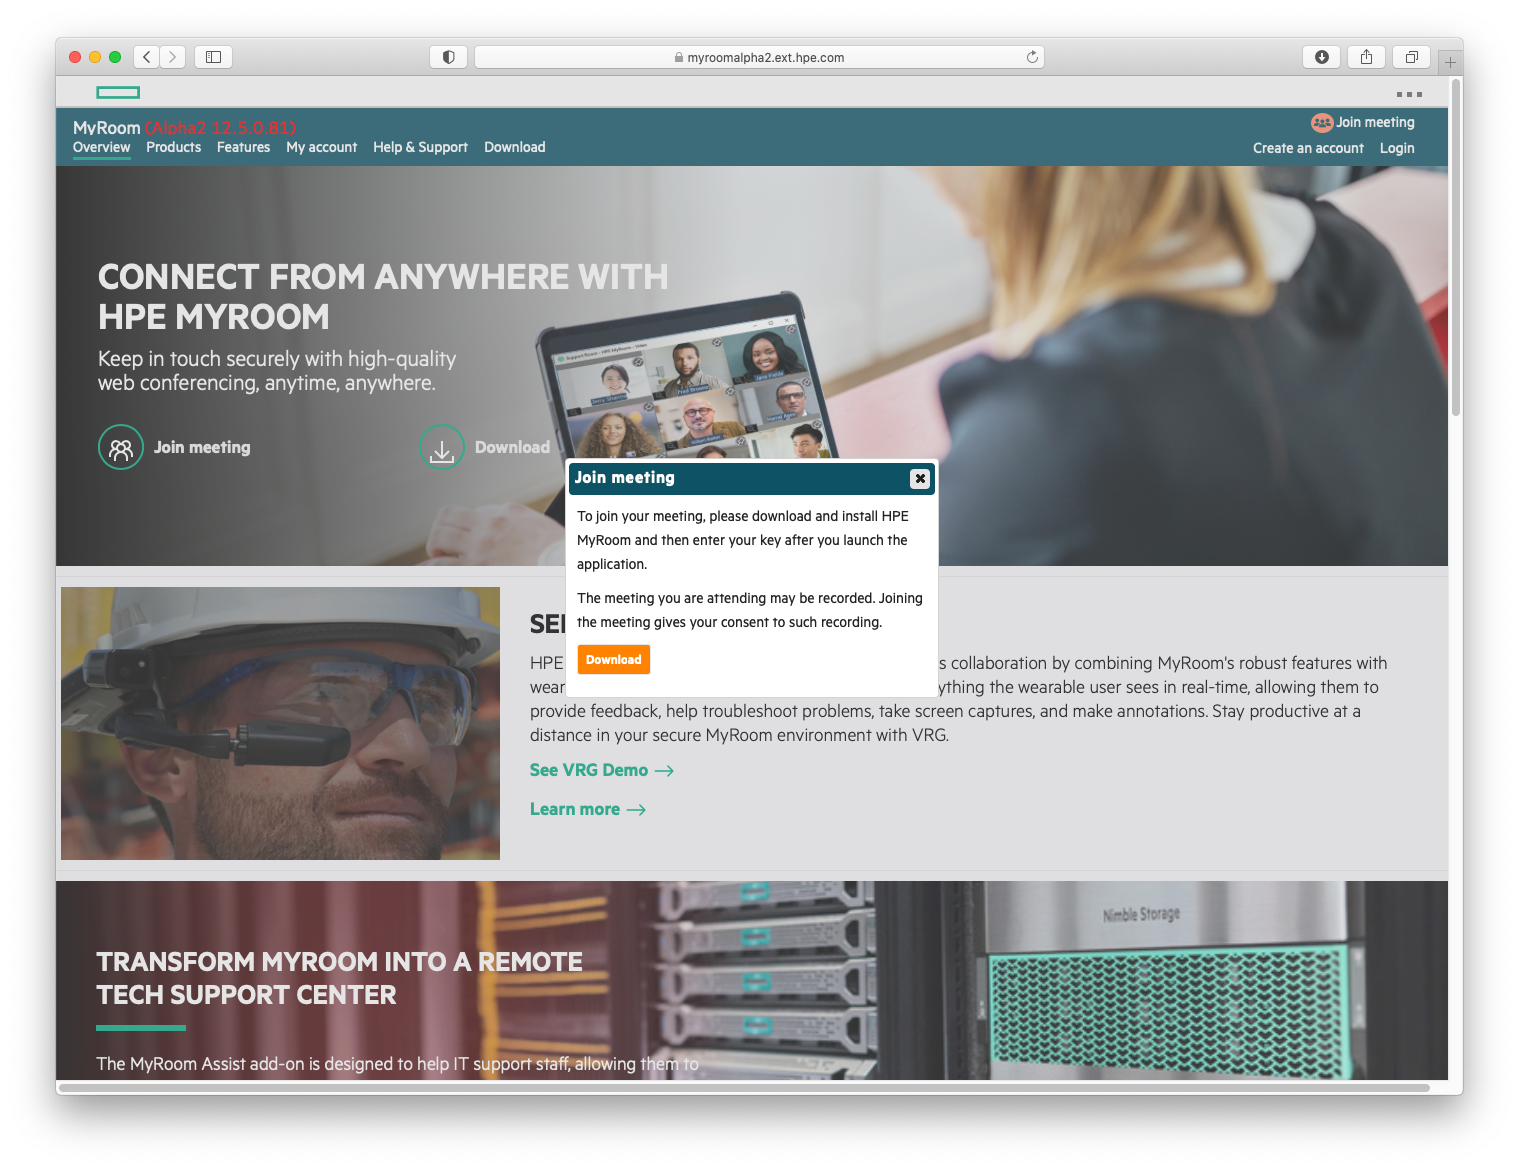 myroomalpha2.ext.hpe.com
MyRoom (Alpha2 12.5.0.81)
Join meeting
Overview Products Features My account Help & Support Download
Create an account Login
CONNECT FROM ANYWHERE WITH
HPE MYROOM
Keep in touch securely with high-quality
web conferencing, anytime, anywhere.
Join meeting
Download
Support Room - HPE MyRoom - Video
Join meeting
To join your meeting, please download and install HPE
MyRoom and then enter your key after you launch the
application.
The meeting you are attending may be recorded. Joining
the meeting gives your consent to such recording.
Download
HPE
s collaboration by combining MyRoom's robust features with
wear
ything the wearable user sees in real-time, allowing them to
provide feedback, help troubleshoot problems, take screen captures, and make annotations. Stay productive at a
distance in your secure MyRoom environment with VRG.
See VRG Demo →
Learn more →
Nimble Storage
TRANSFORM MYROOM INTO A REMOTE
TECH SUPPORT CENTER
The MyRoom Assist add-on is designed to help IT support staff, allowing them to